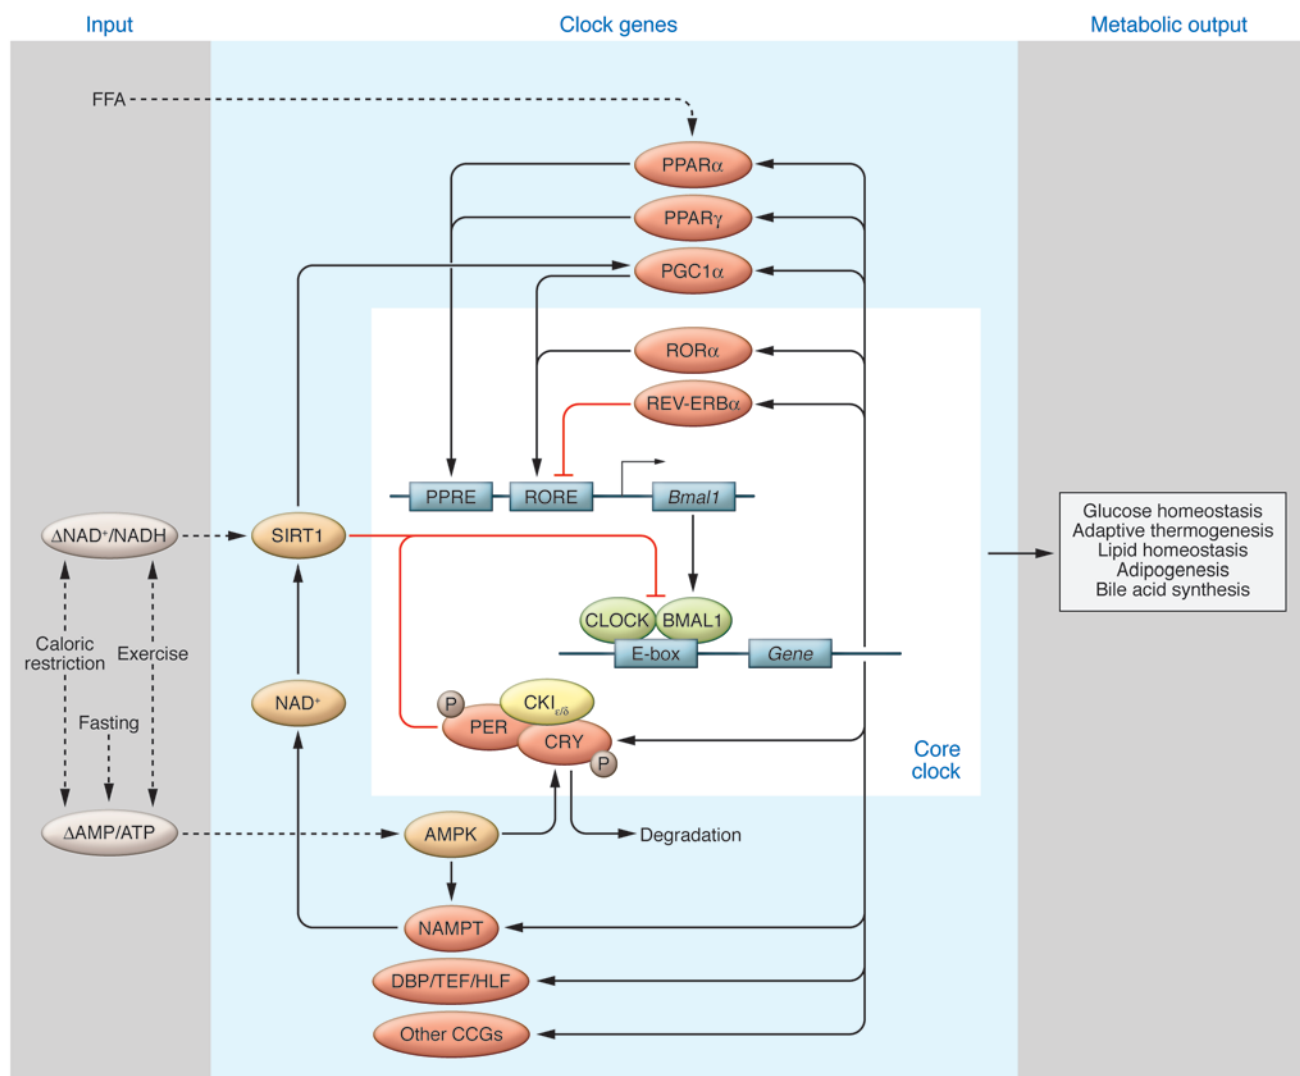 Input
Clock genes
Metabolic output
FFA
PPARα
PPARγ
PGC1α
RORα
REV-ERBα
PPRE
RORE
Bmal1
ΔNAD⁺/NADH
SIRT1
Glucose homeostasis
Adaptive thermogenesis
Lipid homeostasis
Adipogenesis
Bile acid synthesis
CLOCK
BMAL1
E-box
Gene
Caloric
restriction
Exercise
NAD⁺
Fasting
P
PER
CKIε/δ
CRY
P
Core
clock
ΔAMP/ATP
AMPK
Degradation
NAMPT
DBP/TEF/HLF
Other CCGs